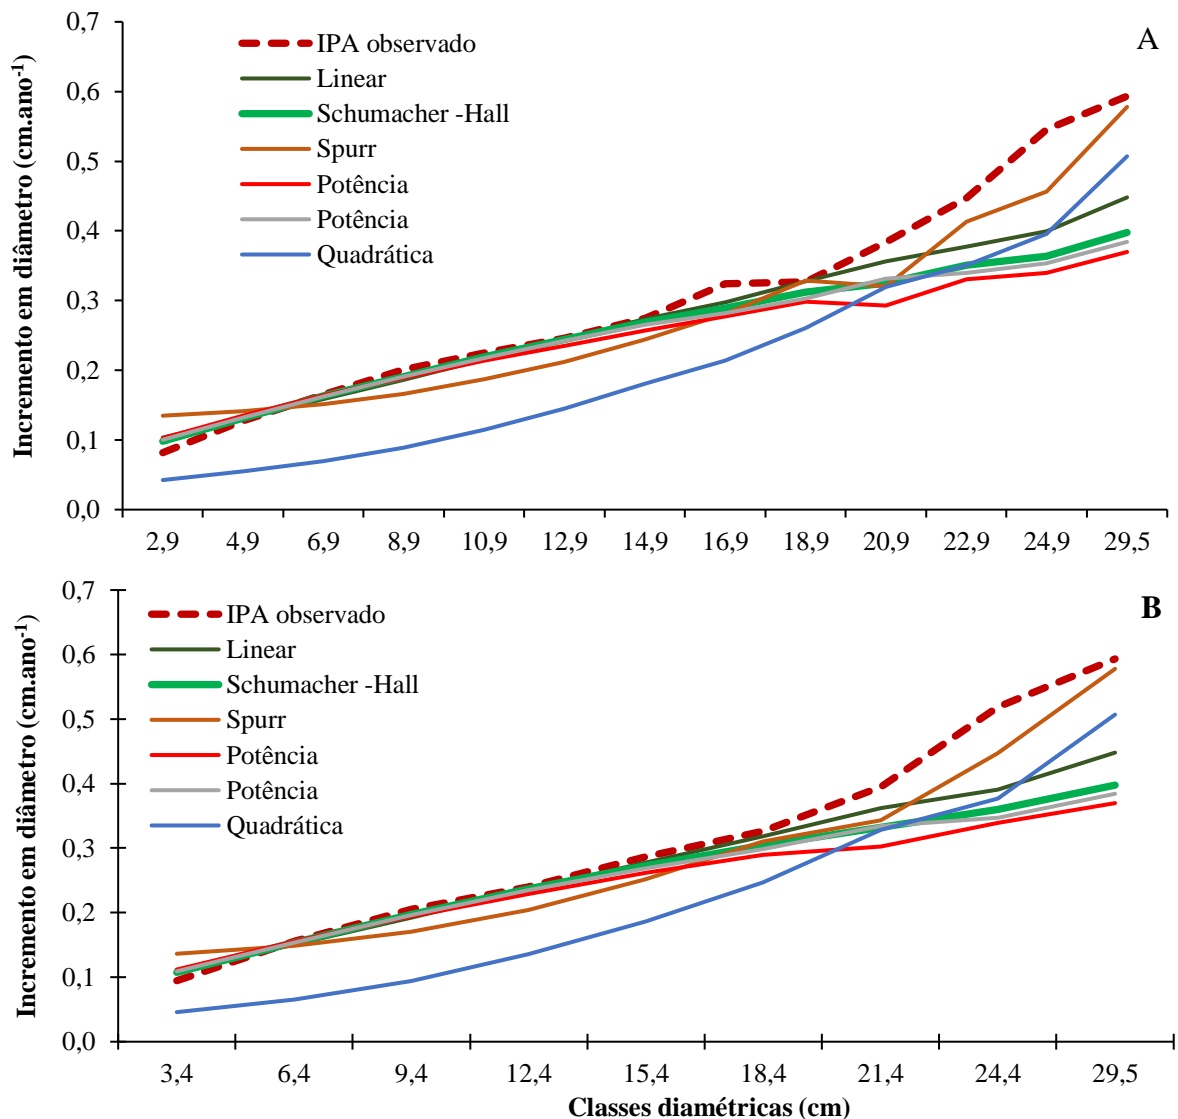 A
IPA observado
Linear
Schumacher -Hall
Spurr
Potência
Potência
Quadrática
Incremento em diâmetro (cm.ano⁻¹)
0,7
0,6
0,5
0,4
0,3
0,2
0,1
0,0
2,9 4,9 6,9 8,9 10,9 12,9 14,9 16,9 18,9 20,9 22,9 24,9 29,5
B
IPA observado
Linear
Schumacher -Hall
Spurr
Potência
Potência
Quadrática
Incremento em diâmetro (cm.ano⁻¹)
0,7
0,6
0,5
0,4
0,3
0,2
0,1
0,0
3,4 6,4 9,4 12,4 15,4 18,4 21,4 24,4 29,5
Classes diamétricas (cm)